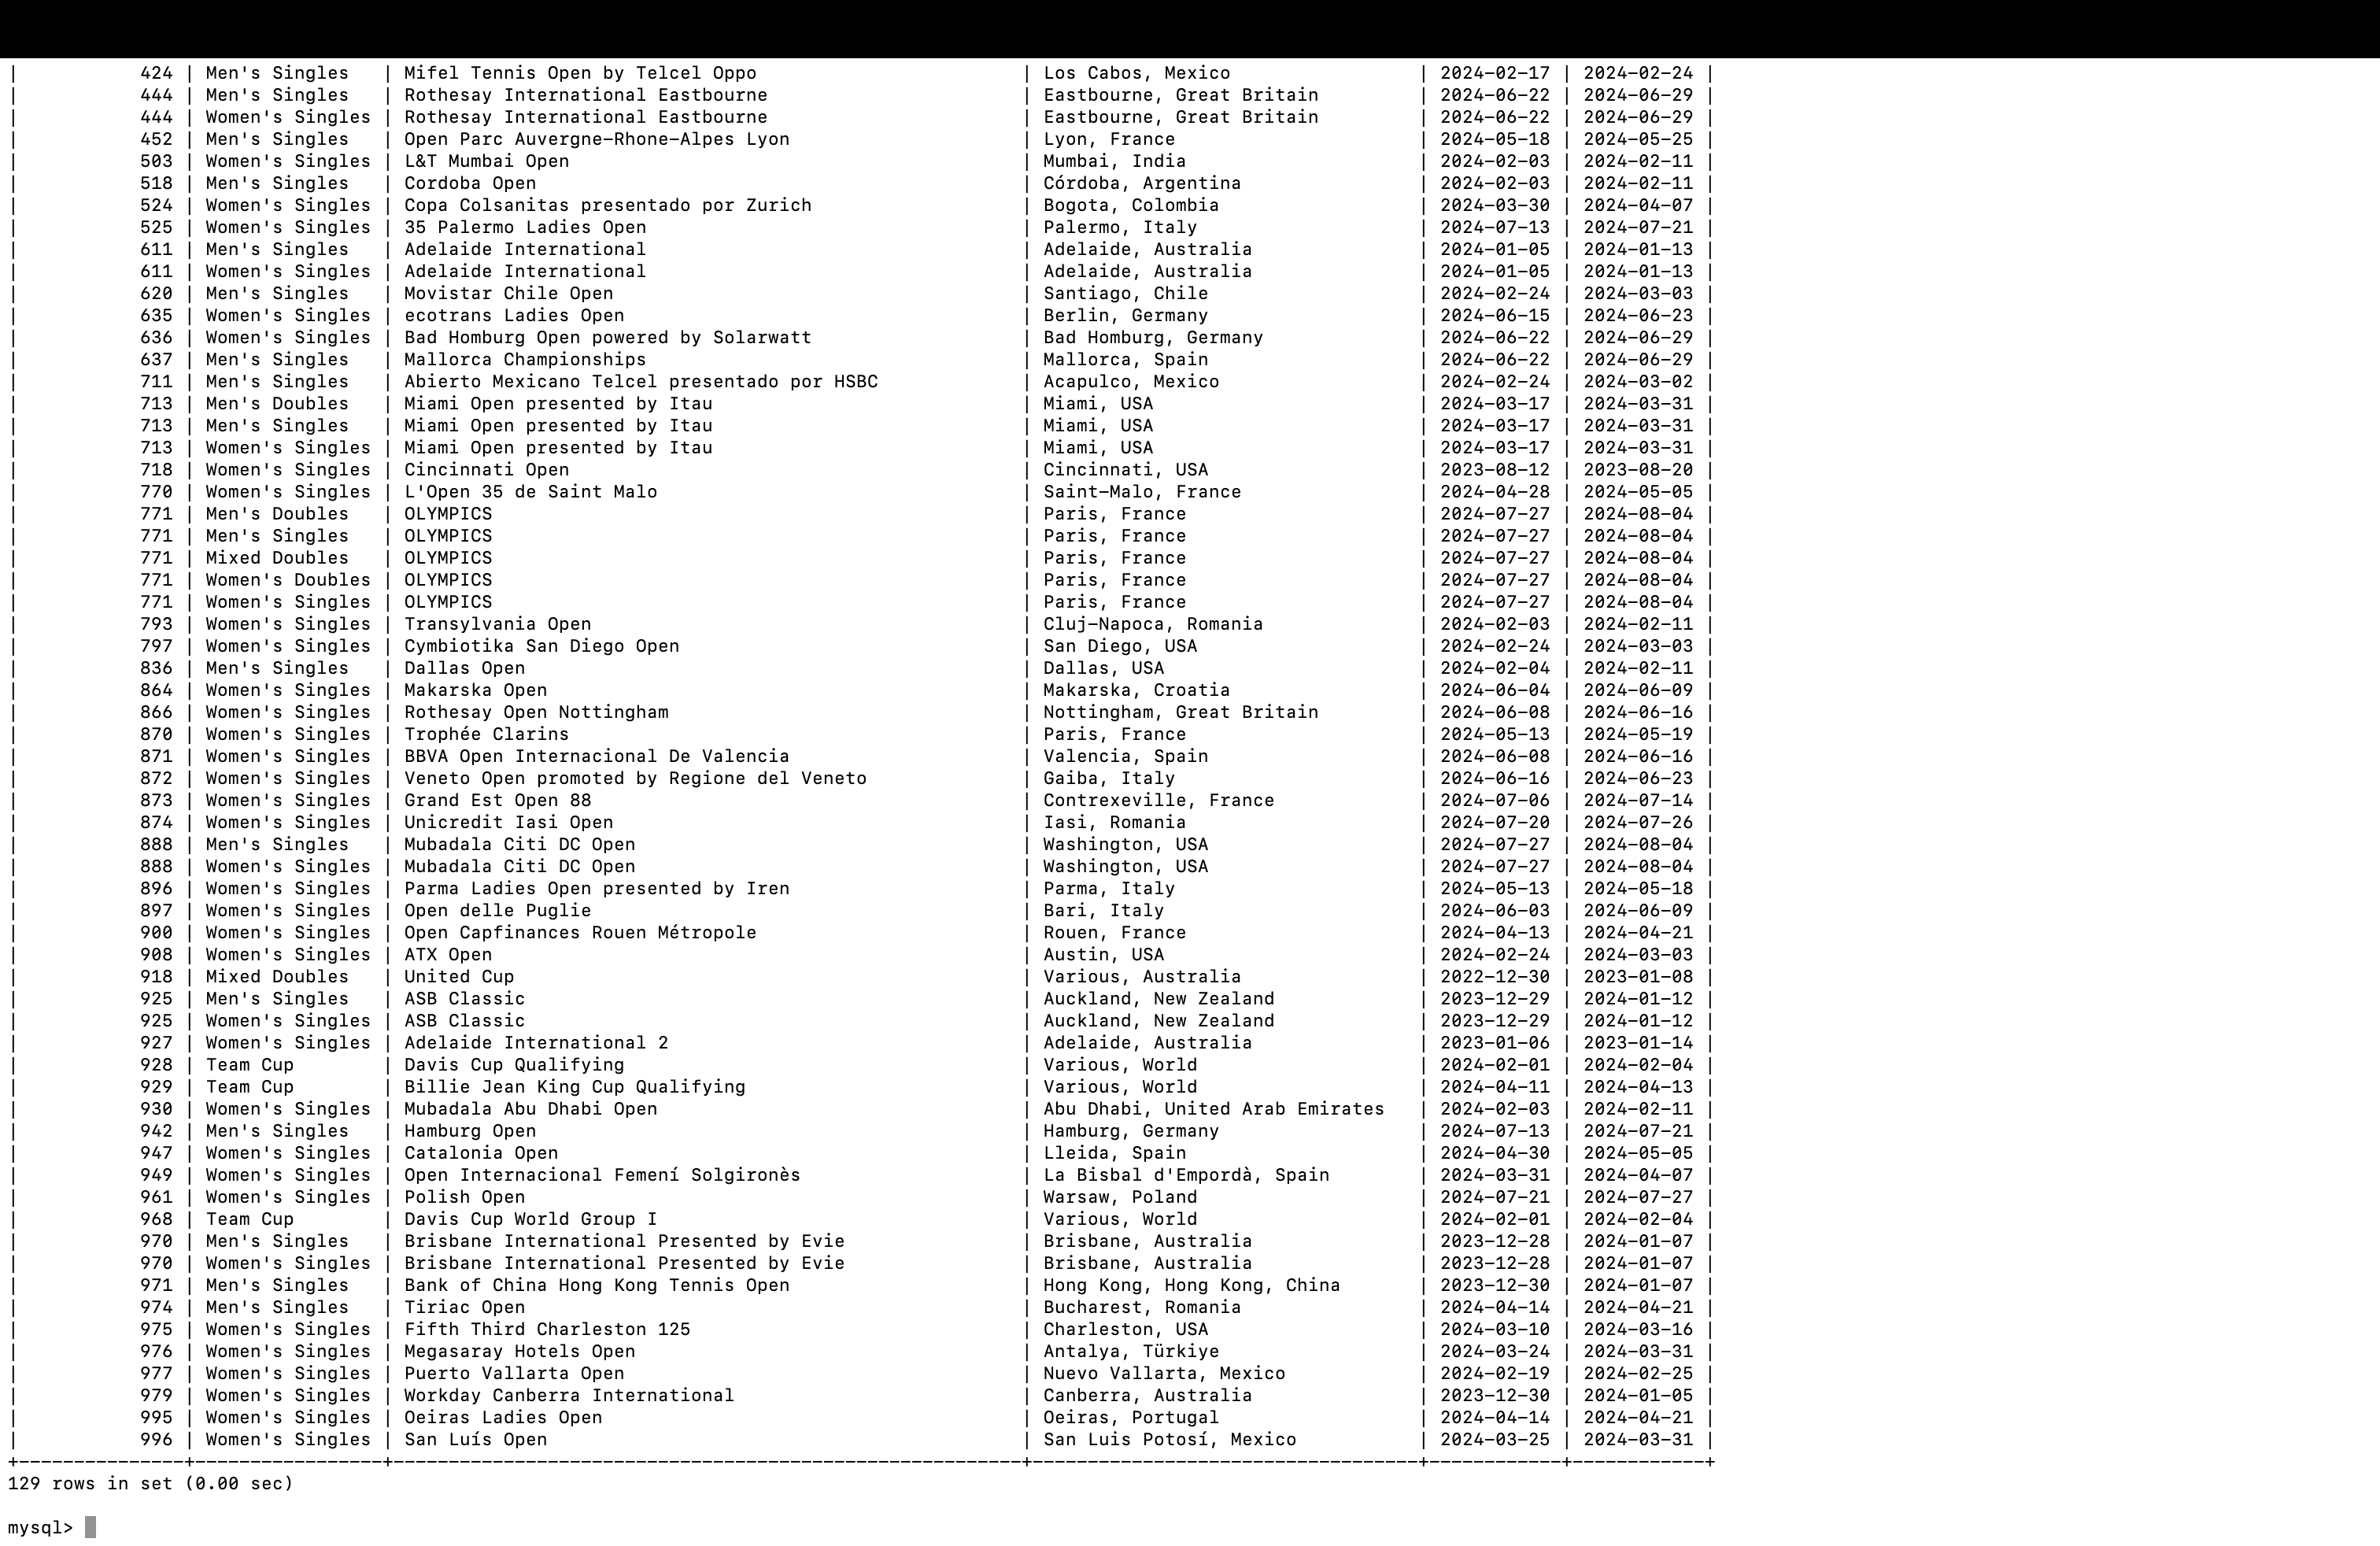 | 424 | Men's Singles | Mifel Tennis Open by Telcel Oppo | Los Cabos, Mexico | 2024-02-17 | 2024-02-24 |
| 444 | Men's Singles | Rothesay International Eastbourne | Eastbourne, Great Britain | 2024-06-22 | 2024-06-29 |
| 444 | Women's Singles | Rothesay International Eastbourne | Eastbourne, Great Britain | 2024-06-22 | 2024-06-29 |
| 452 | Men's Singles | Open Parc Auvergne-Rhone-Alpes Lyon | Lyon, France | 2024-05-18 | 2024-05-25 |
| 503 | Women's Singles | L&T Mumbai Open | Mumbai, India | 2024-02-03 | 2024-02-11 |
| 518 | Men's Singles | Cordoba Open | Córdoba, Argentina | 2024-02-03 | 2024-02-11 |
| 524 | Women's Singles | Copa Colsanitas presentado por Zurich | Bogota, Colombia | 2024-03-30 | 2024-04-07 |
| 525 | Women's Singles | 35 Palermo Ladies Open | Palermo, Italy | 2024-07-13 | 2024-07-21 |
| 611 | Men's Singles | Adelaide International | Adelaide, Australia | 2024-01-05 | 2024-01-13 |
| 611 | Women's Singles | Adelaide International | Adelaide, Australia | 2024-01-05 | 2024-01-13 |
| 620 | Men's Singles | Movistar Chile Open | Santiago, Chile | 2024-02-24 | 2024-03-03 |
| 635 | Women's Singles | ecotrans Ladies Open | Berlin, Germany | 2024-06-15 | 2024-06-23 |
| 636 | Women's Singles | Bad Homburg Open powered by Solarwatt | Bad Homburg, Germany | 2024-06-22 | 2024-06-29 |
| 637 | Men's Singles | Mallorca Championships | Mallorca, Spain | 2024-06-22 | 2024-06-29 |
| 711 | Men's Singles | Abierto Mexicano Telcel presentado por HSBC | Acapulco, Mexico | 2024-02-24 | 2024-03-02 |
| 713 | Men's Doubles | Miami Open presented by Itau | Miami, USA | 2024-03-17 | 2024-03-31 |
| 713 | Men's Singles | Miami Open presented by Itau | Miami, USA | 2024-03-17 | 2024-03-31 |
| 713 | Women's Singles | Miami Open presented by Itau | Miami, USA | 2024-03-17 | 2024-03-31 |
| 718 | Women's Singles | Cincinnati Open | Cincinnati, USA | 2023-08-12 | 2023-08-20 |
| 770 | Women's Singles | L'Open 35 de Saint Malo | Saint-Malo, France | 2024-04-28 | 2024-05-05 |
| 771 | Men's Doubles | OLYMPICS | Paris, France | 2024-07-27 | 2024-08-04 |
| 771 | Men's Singles | OLYMPICS | Paris, France | 2024-07-27 | 2024-08-04 |
| 771 | Mixed Doubles | OLYMPICS | Paris, France | 2024-07-27 | 2024-08-04 |
| 771 | Women's Doubles | OLYMPICS | Paris, France | 2024-07-27 | 2024-08-04 |
| 771 | Women's Singles | OLYMPICS | Paris, France | 2024-07-27 | 2024-08-04 |
| 793 | Women's Singles | Transylvania Open | Cluj-Napoca, Romania | 2024-02-03 | 2024-02-11 |
| 797 | Women's Singles | Cymbiotika San Diego Open | San Diego, USA | 2024-02-24 | 2024-03-03 |
| 836 | Men's Singles | Dallas Open | Dallas, USA | 2024-02-04 | 2024-02-11 |
| 864 | Women's Singles | Makarska Open | Makarska, Croatia | 2024-06-04 | 2024-06-09 |
| 866 | Women's Singles | Rothesay Open Nottingham | Nottingham, Great Britain | 2024-06-08 | 2024-06-16 |
| 870 | Women's Singles | Trophée Clarins | Paris, France | 2024-05-13 | 2024-05-19 |
| 871 | Women's Singles | BBVA Open Internacional De Valencia | Valencia, Spain | 2024-06-08 | 2024-06-16 |
| 872 | Women's Singles | Veneto Open promoted by Regione del Veneto | Gaiba, Italy | 2024-06-16 | 2024-06-23 |
| 873 | Women's Singles | Grand Est Open 88 | Contrexeville, France | 2024-07-06 | 2024-07-14 |
| 874 | Women's Singles | Unicredit Iasi Open | Iasi, Romania | 2024-07-20 | 2024-07-26 |
| 888 | Men's Singles | Mubadala Citi DC Open | Washington, USA | 2024-07-27 | 2024-08-04 |
| 888 | Women's Singles | Mubadala Citi DC Open | Washington, USA | 2024-07-27 | 2024-08-04 |
| 896 | Women's Singles | Parma Ladies Open presented by Iren | Parma, Italy | 2024-05-13 | 2024-05-18 |
| 897 | Women's Singles | Open delle Puglie | Bari, Italy | 2024-06-03 | 2024-06-09 |
| 900 | Women's Singles | Open Capfinances Rouen Métropole | Rouen, France | 2024-04-13 | 2024-04-21 |
| 908 | Women's Singles | ATX Open | Austin, USA | 2024-02-24 | 2024-03-03 |
| 918 | Mixed Doubles | United Cup | Various, Australia | 2022-12-30 | 2023-01-08 |
| 925 | Men's Singles | ASB Classic | Auckland, New Zealand | 2023-12-29 | 2024-01-12 |
| 925 | Women's Singles | ASB Classic | Auckland, New Zealand | 2023-12-29 | 2024-01-12 |
| 927 | Women's Singles | Adelaide International 2 | Adelaide, Australia | 2023-01-06 | 2023-01-14 |
| 928 | Team Cup | Davis Cup Qualifying | Various, World | 2024-02-01 | 2024-02-04 |
| 929 | Team Cup | Billie Jean King Cup Qualifying | Various, World | 2024-04-11 | 2024-04-13 |
| 930 | Women's Singles | Mubadala Abu Dhabi Open | Abu Dhabi, United Arab Emirates | 2024-02-03 | 2024-02-11 |
| 942 | Men's Singles | Hamburg Open | Hamburg, Germany | 2024-07-13 | 2024-07-21 |
| 947 | Women's Singles | Catalonia Open | Lleida, Spain | 2024-04-30 | 2024-05-05 |
| 949 | Women's Singles | Open Internacional Femení Solgironès | La Bisbal d'Empordà, Spain | 2024-03-31 | 2024-04-07 |
| 961 | Women's Singles | Polish Open | Warsaw, Poland | 2024-07-21 | 2024-07-27 |
| 968 | Team Cup | Davis Cup World Group I | Various, World | 2024-02-01 | 2024-02-04 |
| 970 | Men's Singles | Brisbane International Presented by Evie | Brisbane, Australia | 2023-12-28 | 2024-01-07 |
| 970 | Women's Singles | Brisbane International Presented by Evie | Brisbane, Australia | 2023-12-28 | 2024-01-07 |
| 971 | Men's Singles | Bank of China Hong Kong Tennis Open | Hong Kong, Hong Kong, China | 2023-12-30 | 2024-01-07 |
| 974 | Men's Singles | Tiriac Open | Bucharest, Romania | 2024-04-14 | 2024-04-21 |
| 975 | Women's Singles | Fifth Third Charleston 125 | Charleston, USA | 2024-03-10 | 2024-03-16 |
| 976 | Women's Singles | Megasaray Hotels Open | Antalya, Türkiye | 2024-03-24 | 2024-03-31 |
| 977 | Women's Singles | Puerto Vallarta Open | Nuevo Vallarta, Mexico | 2024-02-19 | 2024-02-25 |
| 979 | Women's Singles | Workday Canberra International | Canberra, Australia | 2023-12-30 | 2024-01-05 |
| 995 | Women's Singles | Oeiras Ladies Open | Oeiras, Portugal | 2024-04-14 | 2024-04-21 |
| 996 | Women's Singles | San Luís Open | San Luis Potosí, Mexico | 2024-03-25 | 2024-03-31 |
129 rows in set (0.00 sec)
mysql>